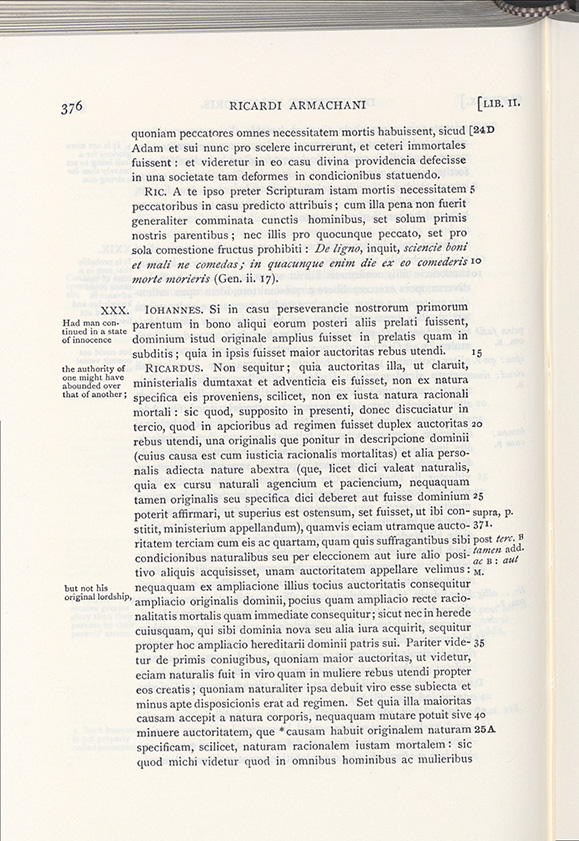 376 RICARDI ARMACHANI [LIB. II.
quoniam peccatores omnes necessitatem mortis habuissent, sicud [24D
Adam et sui nunc pro scelere incurrerunt, et ceteri immortales
fuissent : et videretur in eo casu divina providencia defecisse
in una societate tam deformes in condicionibus statuendo.
RIC. A te ipso preter Scripturam istam mortis necessitatem 5
peccatoribus in casu predicto attribuis ; cum illa pena non fuerit
generaliter comminata cunctis hominibus, set solum primis
nostris parentibus ; nec illis pro quocunque peccato, set pro
sola comestione fructus prohibiti : De ligno, inquit, sciencie boni
et mali ne comedas ; in quacunque enim die ex eo comederis 10
morte morieris (Gen. ii. 17).
XXX. IOHANNES. Si in casu perseverancie nostrorum primorum
Had man con-
tinued in a state
of innocence
parentum in bono aliqui eorum posteri aliis prelati fuissent,
dominium istud originale amplius fuisset in prelatis quam in
subditis ; quia in ipsis fuisset maior auctoritas rebus utendi. 15
the authority of
one might have
abounded over
that of another ;
RICARDUS. Non sequitur ; quia auctoritas illa, ut claruit,
ministerialis dumtaxat et adventicia eis fuisset, non ex natura
specifica eis proveniens, scilicet, non ex iusta natura racionali
mortali : sic quod, supposito in presenti, donec discuciatur in
tercio, quod in apcioribus ad regimen fuisset duplex auctoritas 20
rebus utendi, una originalis que ponitur in descripcione dominii
(cuius causa est cum iusticia racionalis mortalitas) et alia perso-
nalis adiecta nature abextra (que, licet dici valeat naturalis,
quia ex cursu naturali agencium et paciencium, nequaquam
tamen originalis seu specifica dici deberet aut fuisse dominium 25
poterit affirmari, ut superius est ostensum, set fuisset, ut ibi con- supra, p.
stitit, ministerium appellandum), quamvis eciam utramque aucto- 371.
ritatem terciam cum eis ac quartam, quam quis suffragantibus sibi post terc. B
condicionibus naturalibus seu per eleccionem aut iure alio posi- tamen add.
tivo aliquis acquisisset, unam auctoritatem appellare velimus : ac B : aut
M.
but not his
original lordship,
nequaquam ex ampliacione illius tocius auctoritatis consequitur
ampliacio originalis dominii, pocius quam ampliacio recte racio-
nalitatis mortalis quam immediate consequitur ; sicut nec in herede
cuiusquam, qui sibi dominia nova seu alia iura acquirit, sequitur
propter hoc ampliacio hereditarii dominii patris sui. Pariter vide- 35
tur de primis coniugibus, quoniam maior auctoritas, ut videtur,
eciam naturalis fuit in viro quam in muliere rebus utendi propter
eos creatis ; quoniam naturaliter ipsa debuit viro esse subiecta et
minus apte disposicionis erat ad regimen. Set quia illa maioritas
causam accepit a natura corporis, nequaquam mutare potuit sive 40
minuere auctoritatem, que *causam habuit originalem naturam 25A
specificam, scilicet, naturam racionalem iustam mortalem : sic
quod michi videtur quod in omnibus hominibus ac mulieribus